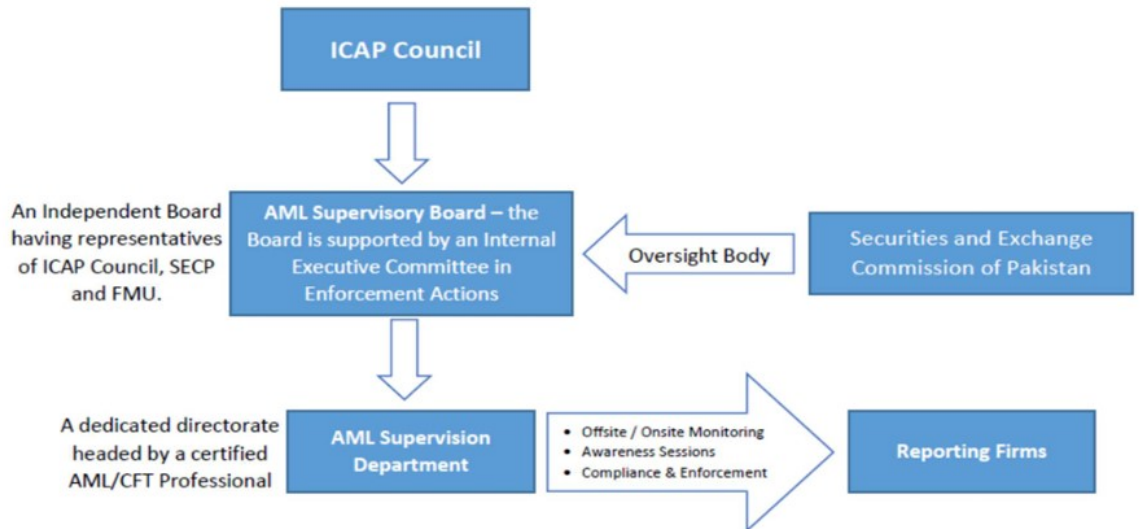 ICAP Council
An Independent Board
having representatives
of ICAP Council, SECP
and FMU.
AML Supervisory Board – the
Board is supported by an Internal
Executive Committee in
Enforcement Actions
Oversight Body
Securities and Exchange
Commission of Pakistan
A dedicated directorate
headed by a certified
AML/CFT Professional
AML Supervision
Department
• Offsite / Onsite Monitoring
• Awareness Sessions
• Compliance & Enforcement
Reporting Firms